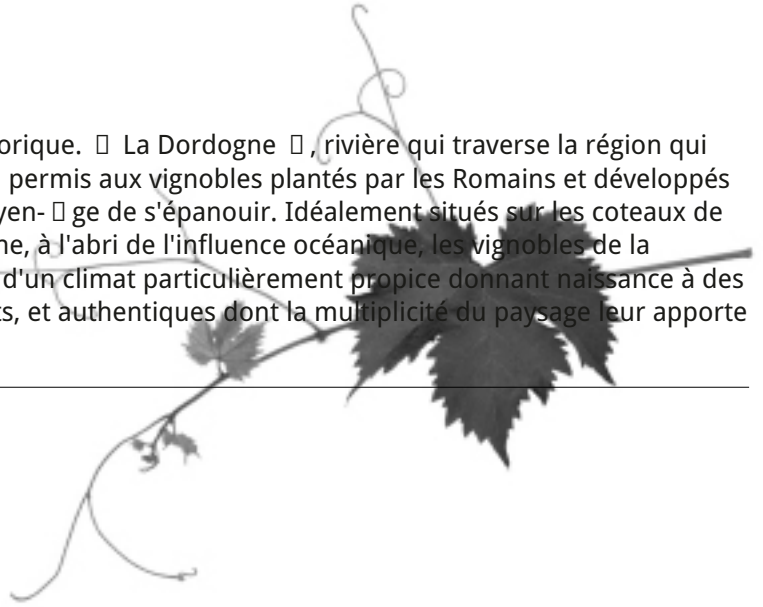 orique. ▯ La Dordogne ▯, rivière qui traverse la région qui
permis aux vignobles plantés par les Romains et développés
yen-▯ge de s'épanouir. Idéalement situés sur les coteaux de
ne, à l'abri de l'influence océanique, les vignobles de la
d'un climat particulièrement propice donnant naissance à des
ts, et authentiques dont la multiplicité du paysage leur apporte